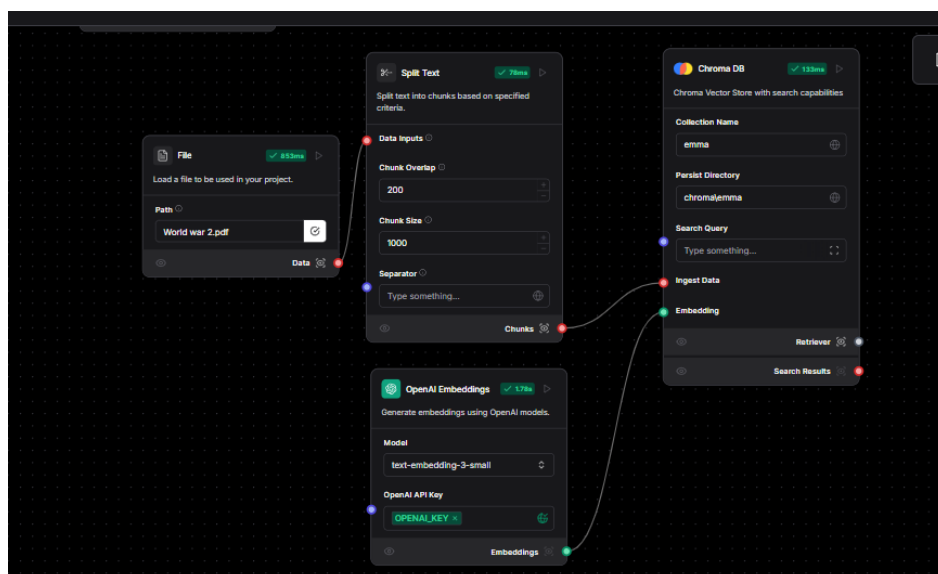 File
853ms
Load a file to be used in your project.
Path
World war 2.pdf
Data
Split Text
78ms
Split text into chunks based on specified
criteria.
Data Inputs
Chunk Overlap
200
Chunk Size
1000
Separator
Type something...
Chunks
OpenAI Embeddings
1.78s
Generate embeddings using OpenAI models.
Model
text-embedding-3-small
OpenAI API Key
OPENAI_KEY ×
Embeddings
Chroma DB
133ms
Chroma Vector Store with search capabilities
Collection Name
emma
Persist Directory
chroma\emma
Search Query
Type something...
Ingest Data
Embedding
Retriever
Search Results